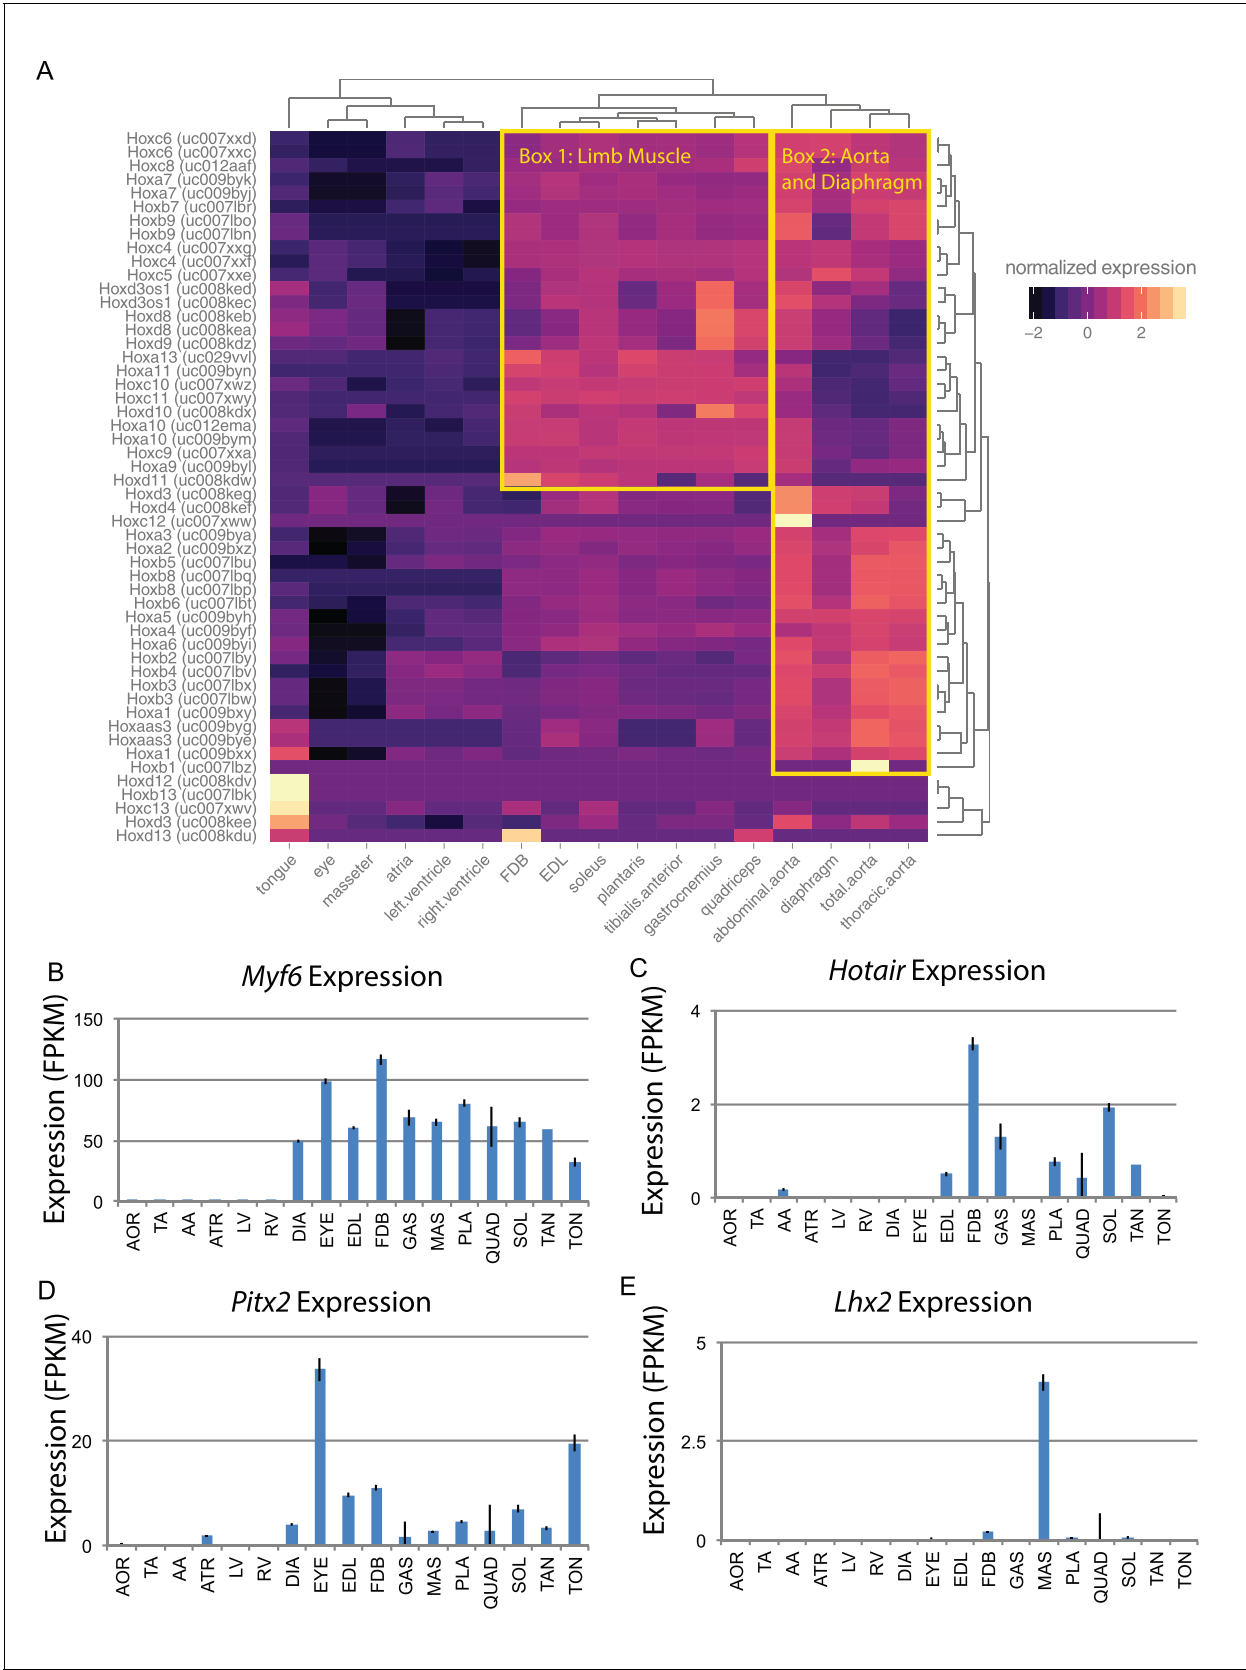 A
Box 1: Limb Muscle
Box 2: Aorta
and Diaphragm
Hoxc6 (uc007xxd)
Hoxc6 (uc007xxc)
Hoxc8 (uc012aaf)
Hoxa7 (uc009byk)
Hoxa7 (uc009byj)
Hoxb7 (uc007lbr)
Hoxb9 (uc007lbo)
Hoxb9 (uc007lbn)
Hoxc4 (uc007xxg)
Hoxc4 (uc007xxf)
Hoxc5 (uc007xxe)
Hoxd3os1 (uc008ked)
Hoxd3os1 (uc008kec)
Hoxd8 (uc008keb)
Hoxd8 (uc008kea)
Hoxd9 (uc008kdz)
Hoxa13 (uc029vvl)
Hoxa11 (uc009byn)
Hoxc10 (uc007xwz)
Hoxc11 (uc007xwy)
Hoxd10 (uc008kdx)
Hoxa10 (uc012ema)
Hoxa10 (uc009bym)
Hoxc9 (uc007xxa)
Hoxa9 (uc009byl)
Hoxd11 (uc008kdw)
Hoxd3 (uc008keg)
Hoxd4 (uc008kef)
Hoxc12 (uc007xww)
Hoxa3 (uc009bya)
Hoxa2 (uc009bxz)
Hoxb5 (uc007lbu)
Hoxb8 (uc007lbq)
Hoxb8 (uc007lbp)
Hoxb6 (uc007lbt)
Hoxa5 (uc009byh)
Hoxa4 (uc009byf)
Hoxa6 (uc009byi)
Hoxb2 (uc007lby)
Hoxb4 (uc007lbv)
Hoxb3 (uc007lbx)
Hoxb3 (uc007lbw)
Hoxa1 (uc009bxy)
Hoxaas3 (uc009byg)
Hoxaas3 (uc009bye)
Hoxa1 (uc009bxx)
Hoxb1 (uc007lbz)
Hoxd12 (uc008kdv)
Hoxb13 (uc007lbk)
Hoxc13 (uc007xwv)
Hoxd3 (uc008kee)
Hoxd13 (uc008kdu)
normalized expression
−2 0 2
tongue eye masseter atria left.ventricle right.ventricle FDB EDL soleus plantaris tibialis.anterior gastrocnemius quadriceps abdominal.aorta diaphragm total.aorta thoracic.aorta
B
Myf6 Expression
Expression (FPKM)
150
100
50
0
AOR TA AA ATR LV RV DIA EYE EDL FDB GAS MAS PLA QUAD SOL TAN TON
C
Hotair Expression
Expression (FPKM)
4
2
0
AOR TA AA ATR LV RV DIA EYE EDL FDB GAS MAS PLA QUAD SOL TAN TON
D
Pitx2 Expression
Expression (FPKM)
40
20
0
AOR TA AA ATR LV RV DIA EYE EDL FDB GAS MAS PLA QUAD SOL TAN TON
E
Lhx2 Expression
Expression (FPKM)
5
2.5
0
AOR TA AA ATR LV RV DIA EYE EDL FDB GAS MAS PLA QUAD SOL TAN TON